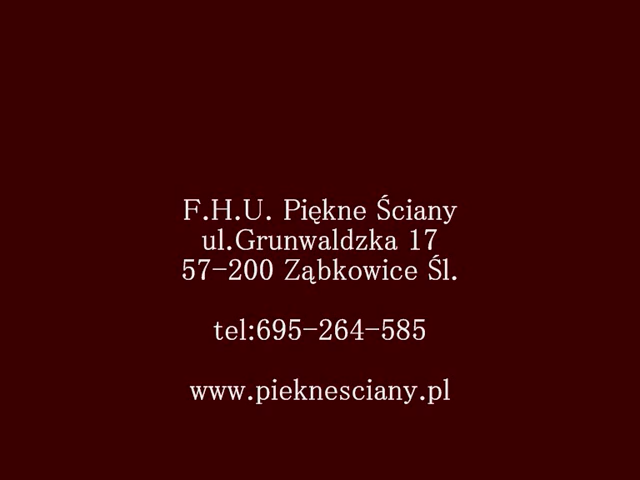 F.H.U. Piękne Ściany
ul.Grunwaldzka 17
57-200 Ząbkowice Śl.
tel:695-264-585
www.pieknesciany.pl